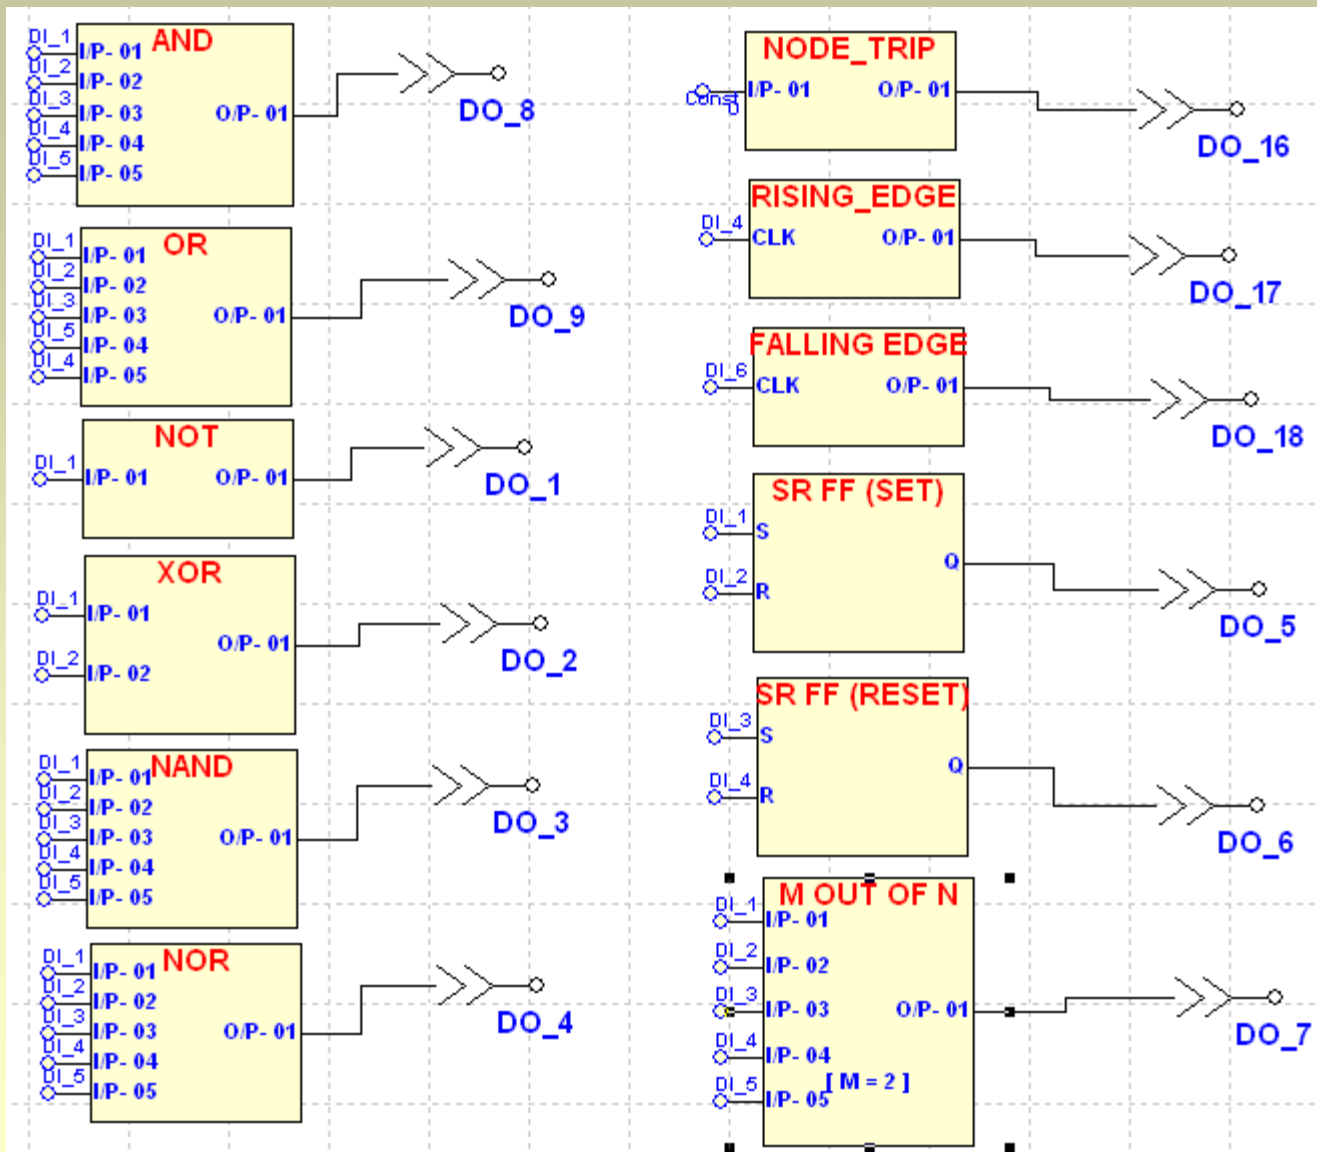 AND
DI_1 I/P- 01
DI_2 I/P- 02
DI_3 I/P- 03 O/P- 01
DI_4 I/P- 04
DI_5 I/P- 05
DO_8
OR
DI_1 I/P- 01
DI_2 I/P- 02
DI_3 I/P- 03 O/P- 01
DI_5 I/P- 04
DI_4 I/P- 05
DO_9
NOT
DI_1 I/P- 01 O/P- 01
DO_1
XOR
DI_1 I/P- 01
O/P- 01
DI_2 I/P- 02
DO_2
NAND
DI_1 I/P- 01
DI_2 I/P- 02
DI_3 I/P- 03 O/P- 01
DI_4 I/P- 04
DI_5 I/P- 05
DO_3
NOR
DI_1 I/P- 01
DI_2 I/P- 02
DI_3 I/P- 03 O/P- 01
DI_4 I/P- 04
DI_5 I/P- 05
DO_4
NODE_TRIP
Const I/P- 01 O/P- 01
0
DO_16
RISING_EDGE
DI_4 CLK O/P- 01
DO_17
FALLING EDGE
DI_6 CLK O/P- 01
DO_18
SR FF (SET)
DI_1 S
Q
DI_2 R
DO_5
SR FF (RESET)
DI_3 S
Q
DI_4 R
DO_6
M OUT OF N
DI_1 I/P- 01
DI_2 I/P- 02
DI_3 I/P- 03 O/P- 01
DI_4 I/P- 04
[ M = 2 ]
DI_5 I/P- 05
DO_7